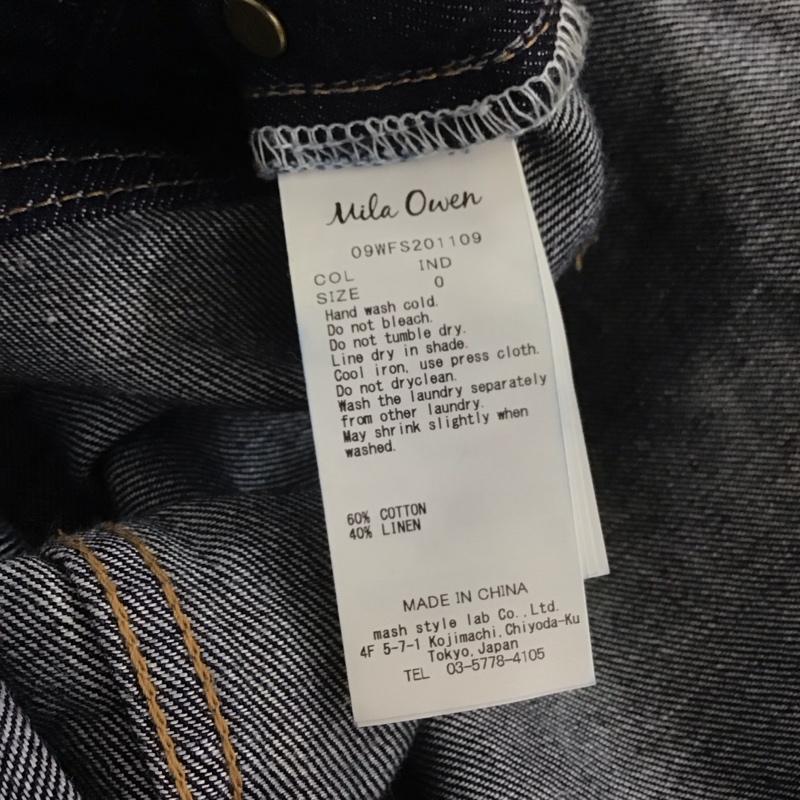 Mila Owen
09WFS201109
COL IND
SIZE 0
Hand wash cold.
Do not bleach.
Do not tumble dry.
Line dry in shade.
Cool iron, use press cloth.
Do not dryclean.
Wash the laundry separately
from other laundry.
May shrink slightly when
washed.
60% COTTON
40% LINEN
MADE IN CHINA
mash style lab Co.,Ltd.
4F 5-7-1 Kojimachi,Chiyoda-Ku
Tokyo,Japan
TEL 03-5778-4105